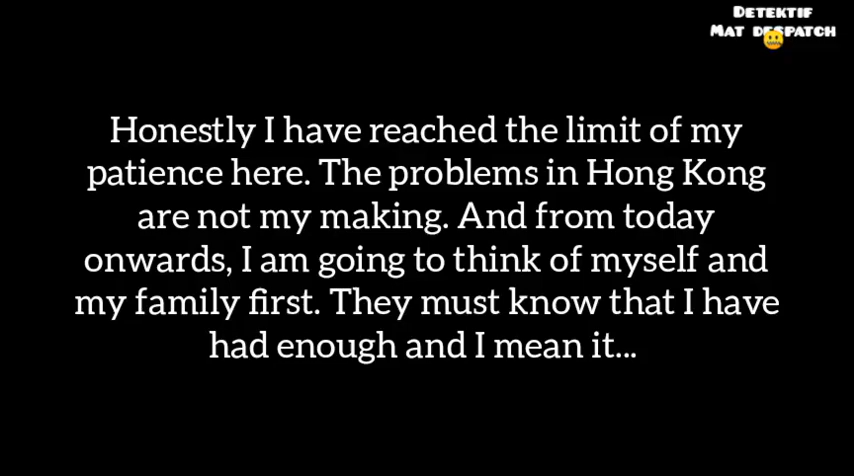 DETEKTIF
MAT DESPATCH
Honestly I have reached the limit of my
patience here. The problems in Hong Kong
are not my making. And from today
onwards, I am going to think of myself and
my family first. They must know that I have
had enough and I mean it...